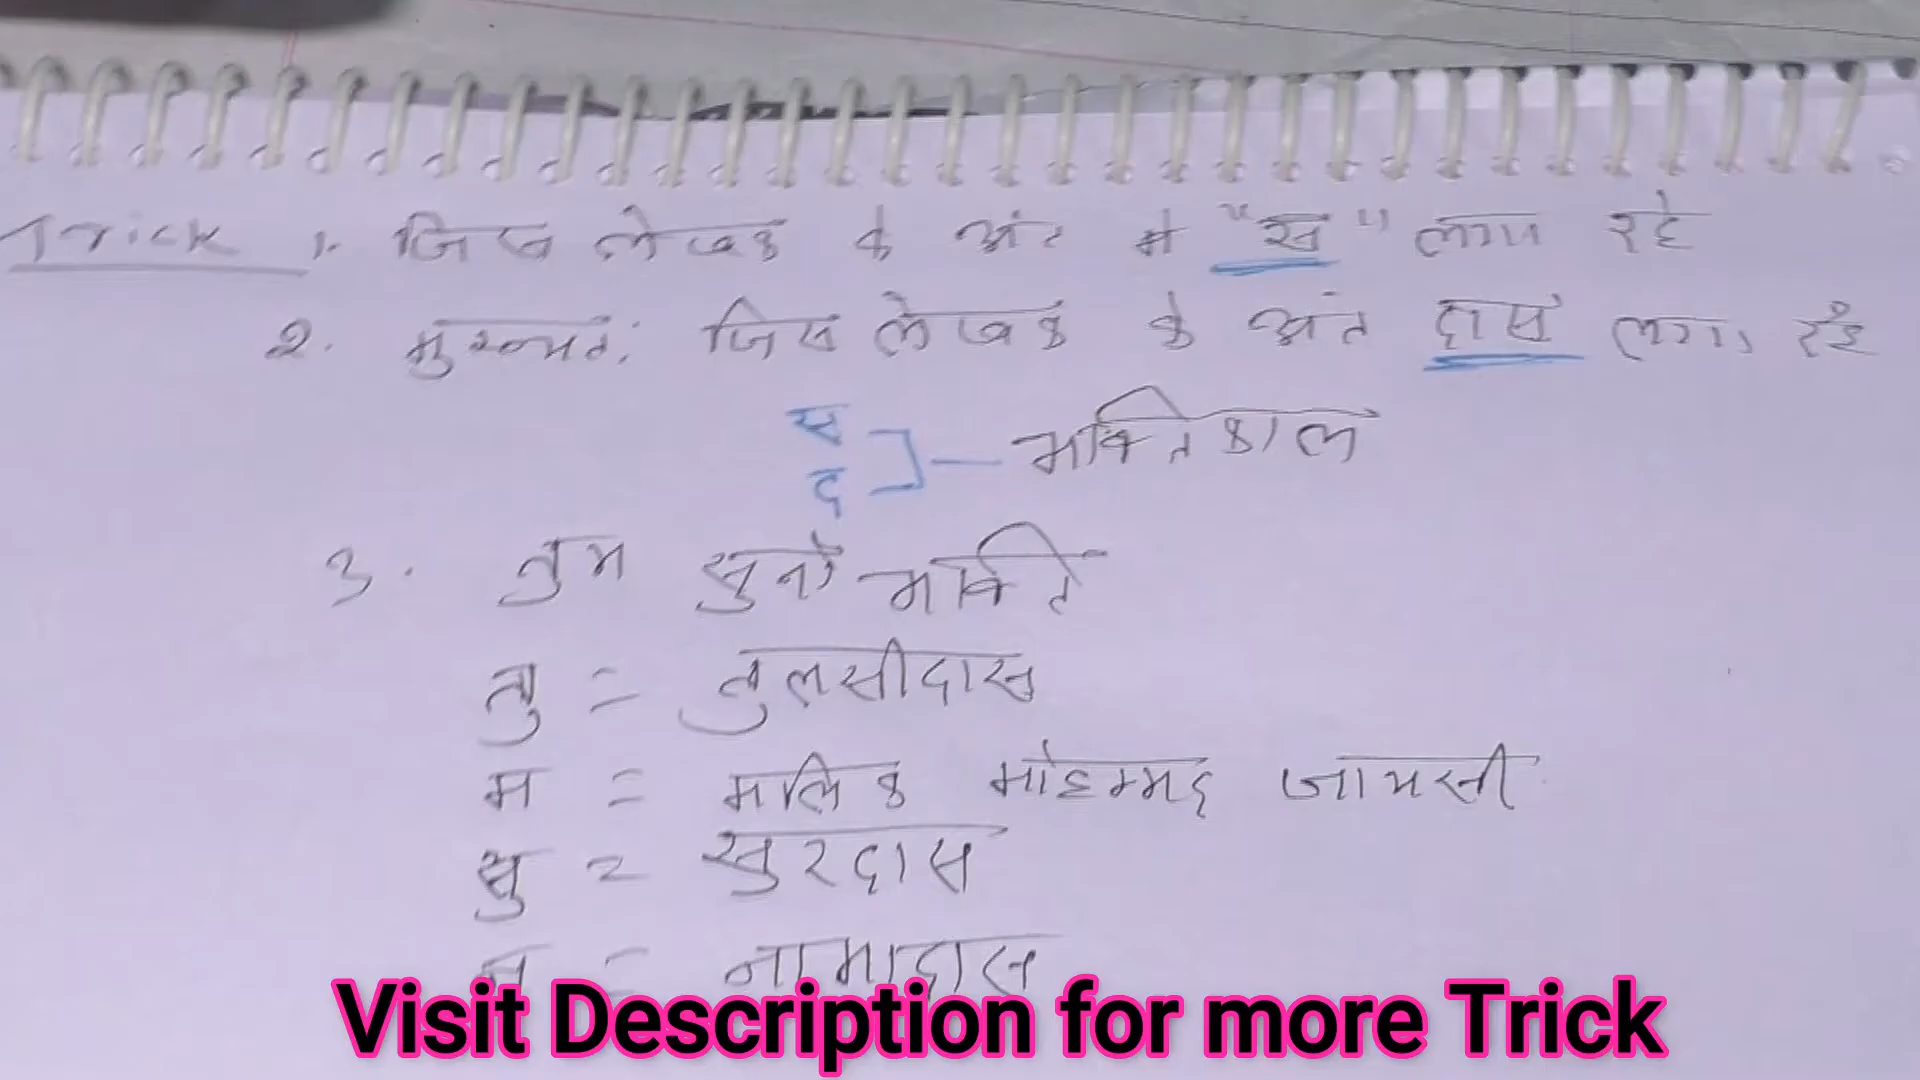 Trick 1. जिस लेखक के अंत में "स" लगा रहे
2. मुख्यतः जिस लेखक के अंत दास लगा रहे
स
द ]— भक्तिकाल
3. तुम सुनो भक्ति
तु = तुलसीदास
म = मलिक मोहम्मद जायसी
सु = सुरदास
न = नाभादास
Visit Description for more Trick